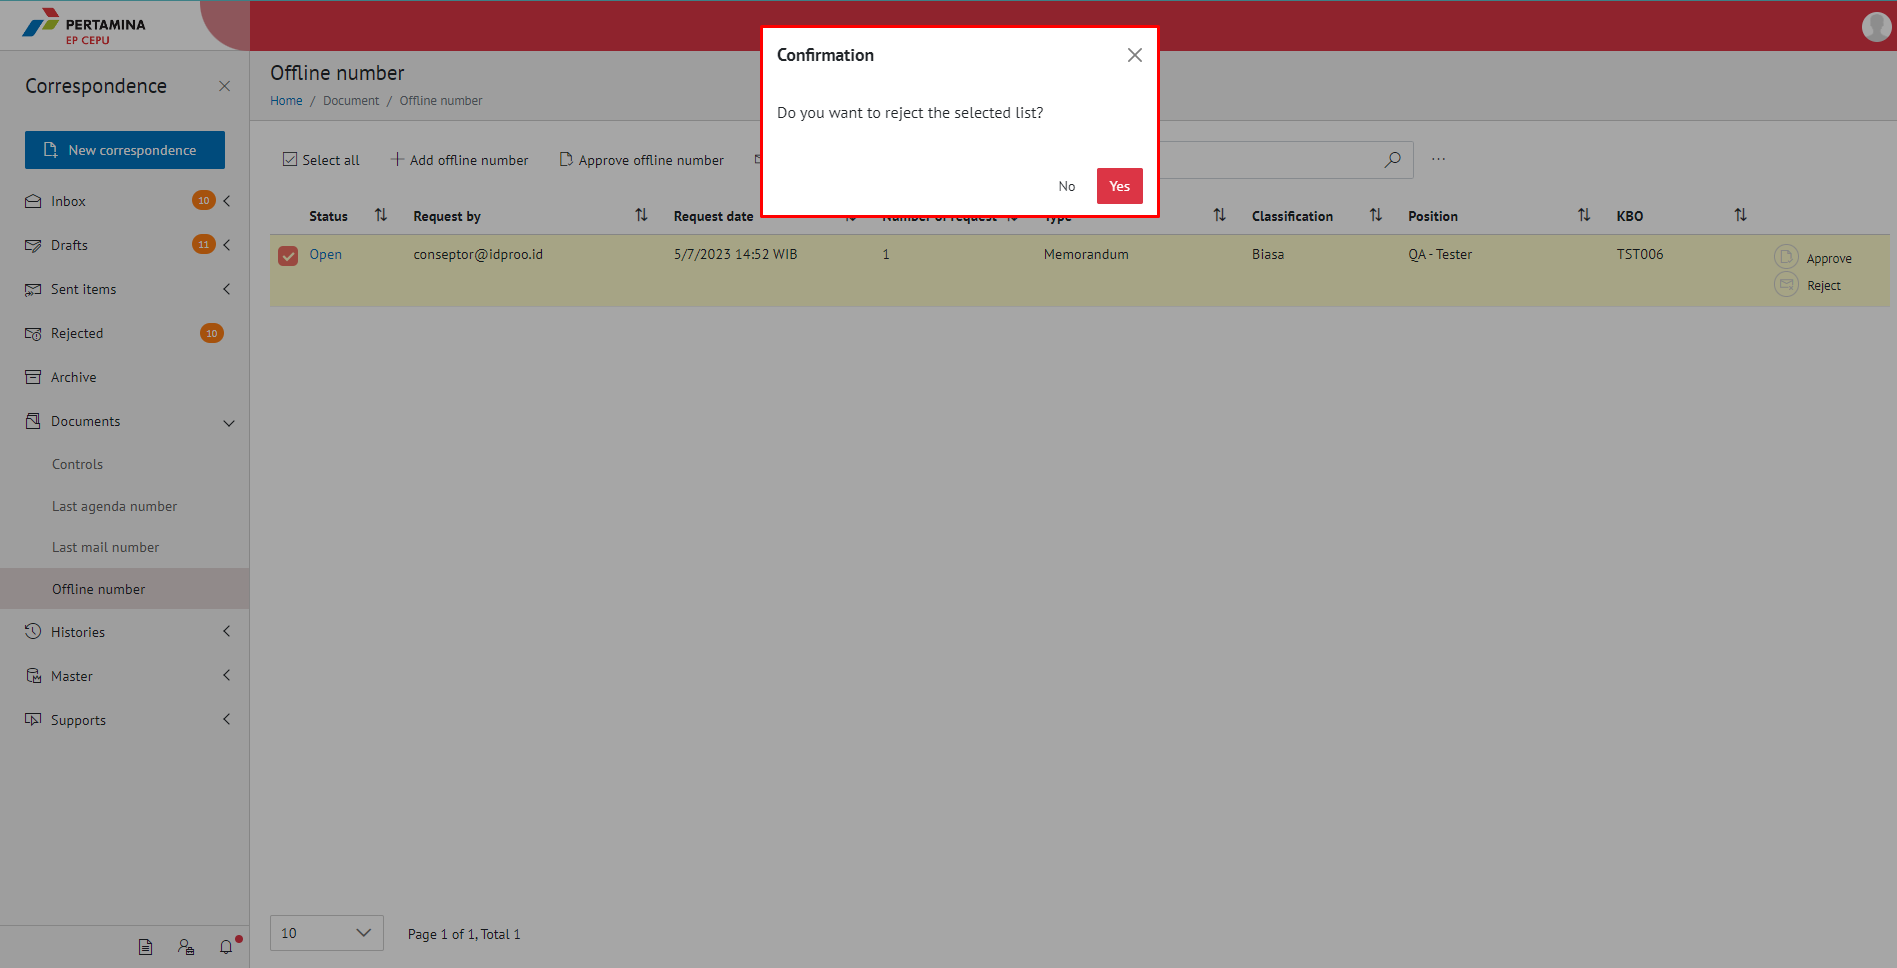 PERTAMINA
EP CEPU
Correspondence
New correspondence
Inbox 10
Drafts 11
Sent items
Rejected 10
Archive
Documents
Controls
Last agenda number
Last mail number
Offline number
Histories
Master
Supports
Offline number
Home / Document / Offline number
Select all Add offline number Approve offline number
Confirmation
Do you want to reject the selected list?
No Yes
Status Request by Request date Number of request Type Classification Position KBO
Open conseptor@idproo.id 5/7/2023 14:52 WIB 1 Memorandum Biasa QA - Tester TST006 Approve
Reject
10 Page 1 of 1, Total 1